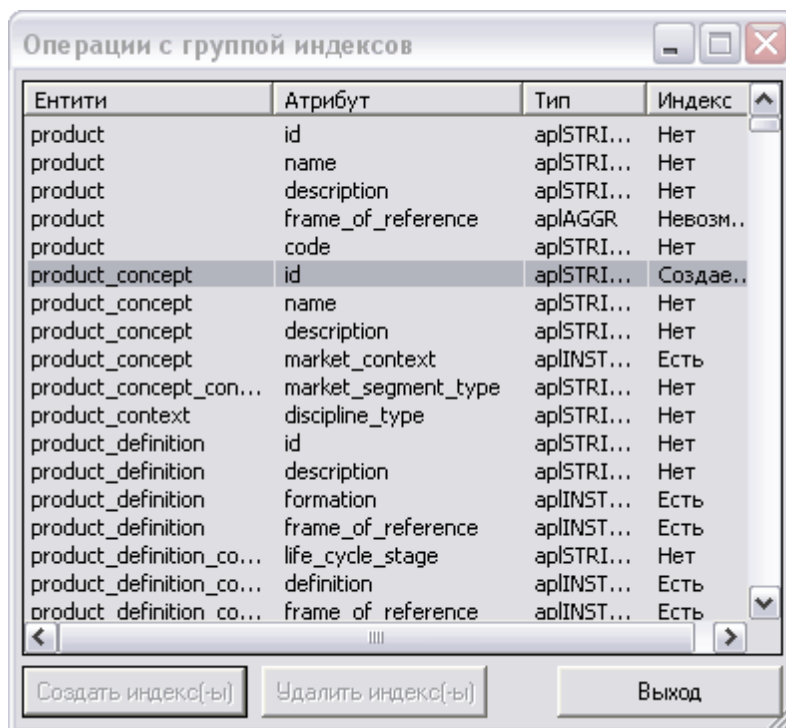 Операции с группой индексов
Ентити Атрибут Тип Индекс
product id aplSTRI... Нет
product name aplSTRI... Нет
product description aplSTRI... Нет
product frame_of_reference aplAGGR Невозм..
product code aplSTRI... Нет
product_concept id aplSTRI... Создае..
product_concept name aplSTRI... Нет
product_concept description aplSTRI... Нет
product_concept market_context aplINST... Есть
product_concept_con... market_segment_type aplSTRI... Нет
product_context discipline_type aplSTRI... Нет
product_definition id aplSTRI... Нет
product_definition description aplSTRI... Нет
product_definition formation aplINST... Есть
product_definition frame_of_reference aplINST... Есть
product_definition_co... life_cycle_stage aplSTRI... Нет
product_definition_co... definition aplINST... Есть
product_definition_co... frame_of_reference aplINST... Есть
Создать индекс(-ы) Удалить индекс(-ы) Выход